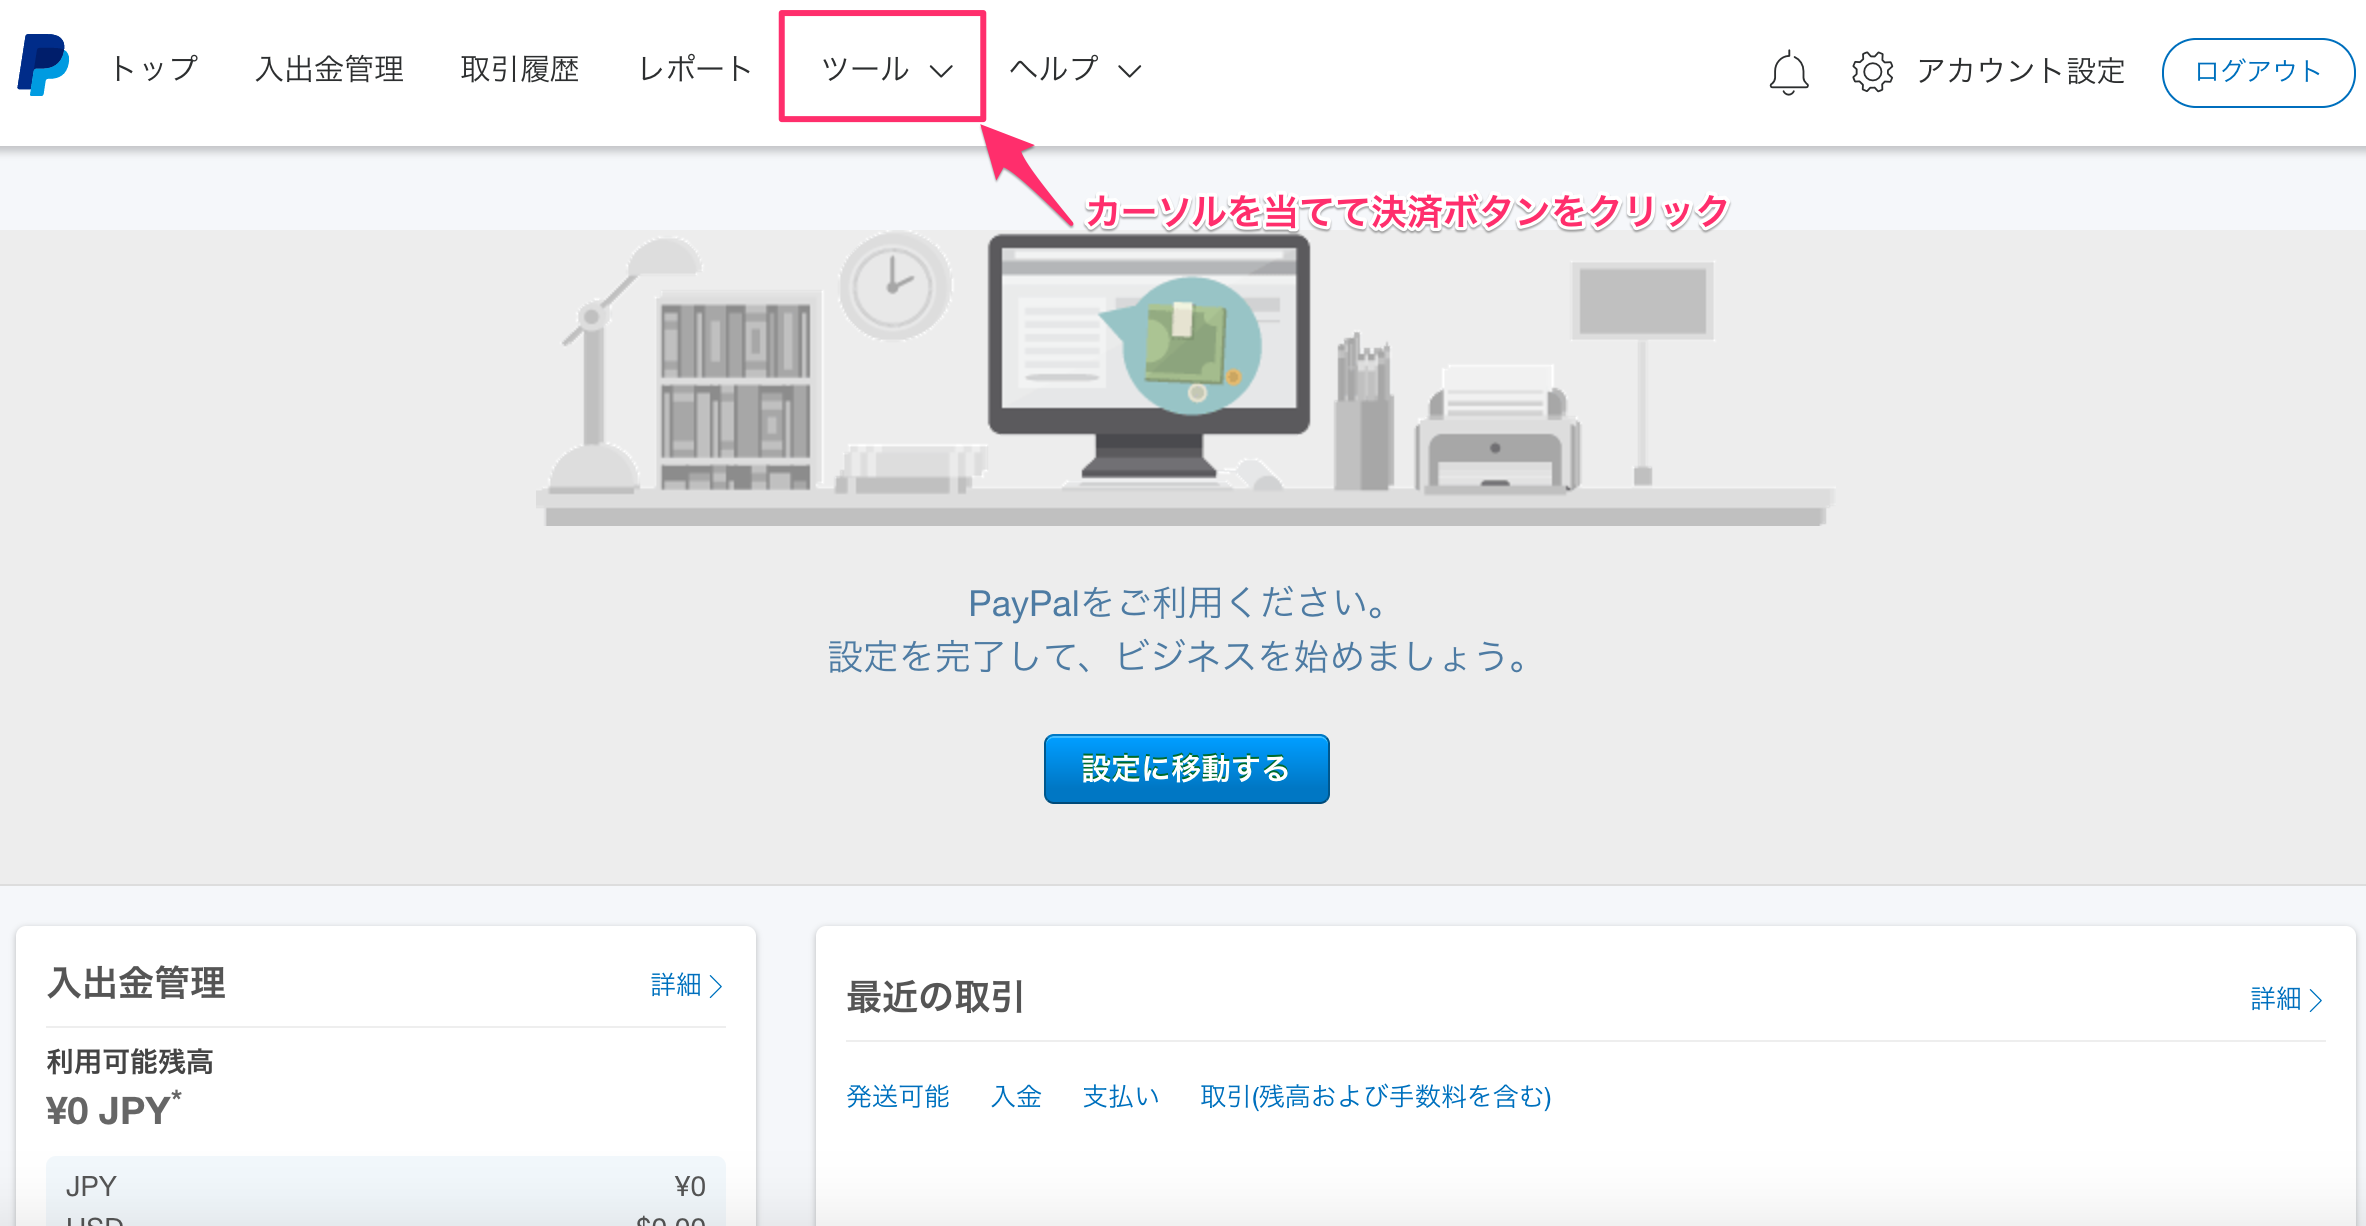 トップ 入出金管理 取引履歴 レポート ツール ヘルプ アカウント設定 ログアウト
カーソルを当てて決済ボタンをクリック
PayPalをご利用ください。
設定を完了して、ビジネスを始めましょう。
設定に移動する
入出金管理 詳細
利用可能残高
¥0 JPY*
JPY ¥0
USD $0.00
最近の取引 詳細
発送可能 入金 支払い 取引(残高および手数料を含む)